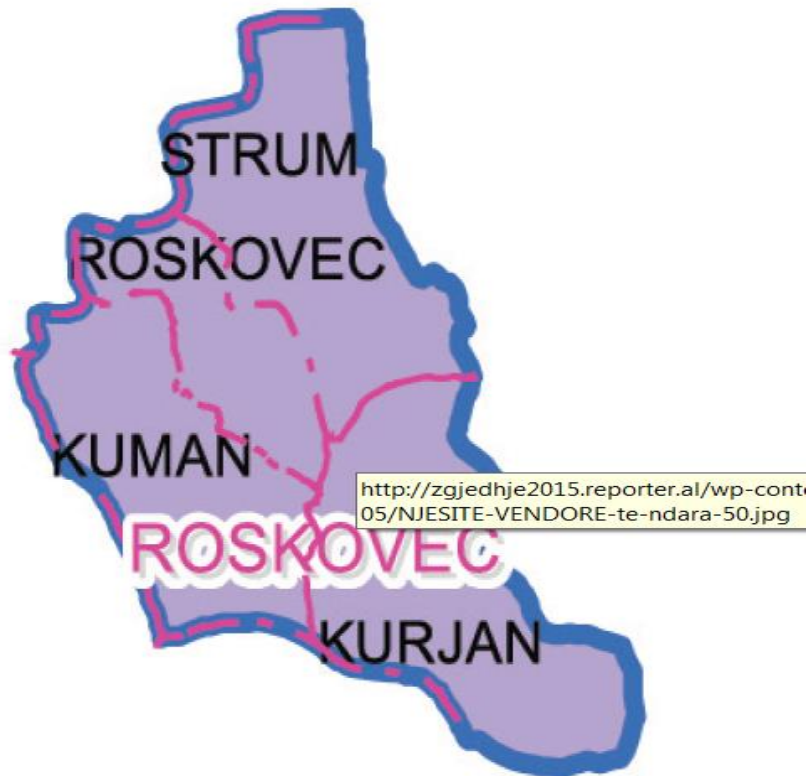 STRUM
ROSKOVEC
KUMAN
http://zgjedhje2015.reporter.al/wp-conte
05/NJESITE-VENDORE-te-ndara-50.jpg
ROSKOVEC
KURJAN